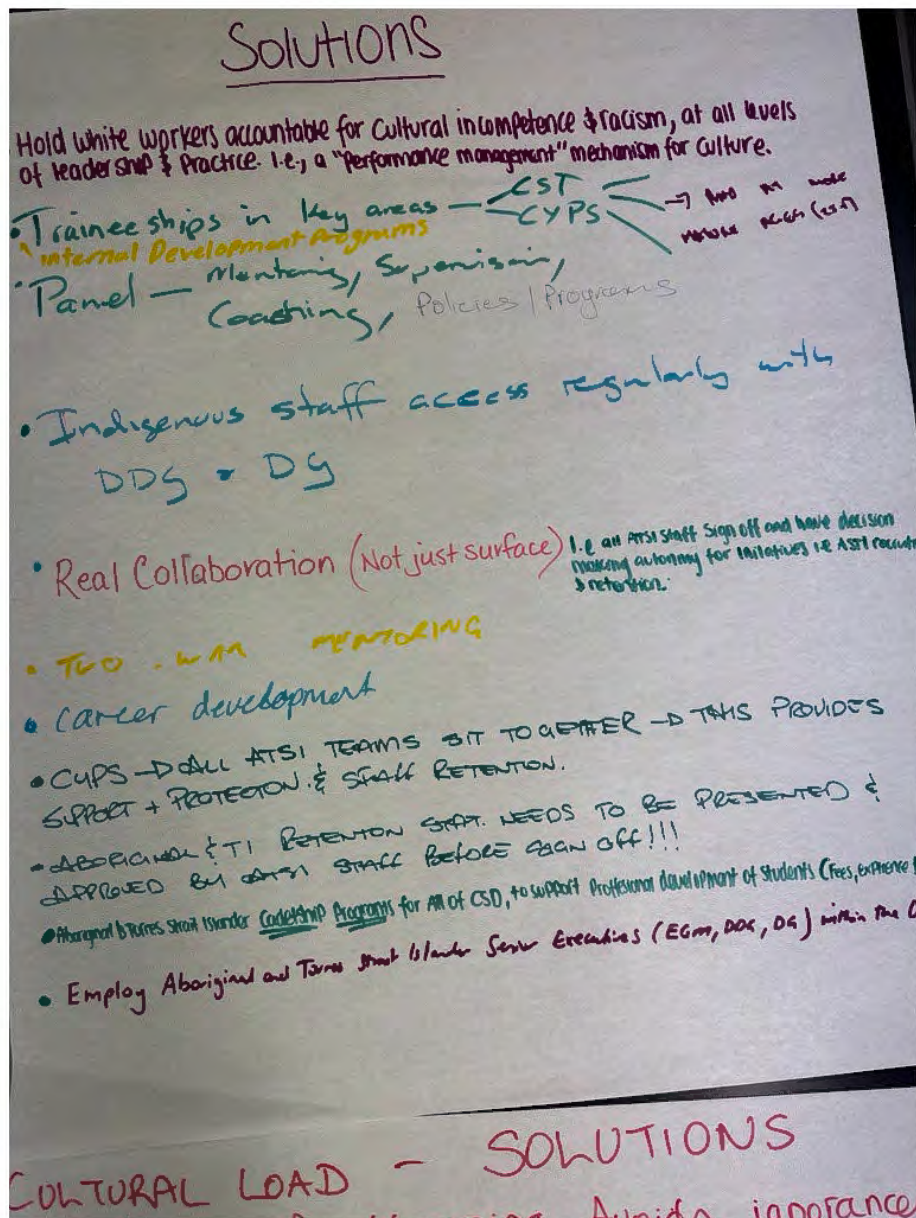 Solutions
Hold white workers accountable for Cultural incompetence & racism, at all levels
of leadership & Practice. i.e., a "Performance management" mechanism for culture.
• Traineeships in key areas — CST
CYPS
Internal Development Programs
• Panel — Mentoring, Supervision,
Coaching, Policies / Programs
• Indigenous staff access regularly with
DDG - DG
• Real Collaboration (Not just surface)
I.e all ATSI staff sign off and have decision
making autonomy for initatives i.e ASTI recruit
& retention.
• TWO - WAY MENTORING
• Career development
• CYPS → ALL ATSI TEAMS SIT TOGETHER → THIS PROVIDES
SUPPORT + PROTECTION & STAFF RETENTION.
• ABORIGINAL & TI RETENTION STRAT. NEEDS TO BE PRESENTED &
APPROVED BY ATSI STAFF BEFORE SIGN OFF!!!
• Aboriginal & Torres Strait Islander Cadetship Programs for All of CSD, to support Proffesional development of students (Fees,
• Employ Aboriginal and Torres Strait Islander Senior Executives (EGM, DDG, DG) within the
CULTURAL LOAD - SOLUTIONS
ignorance